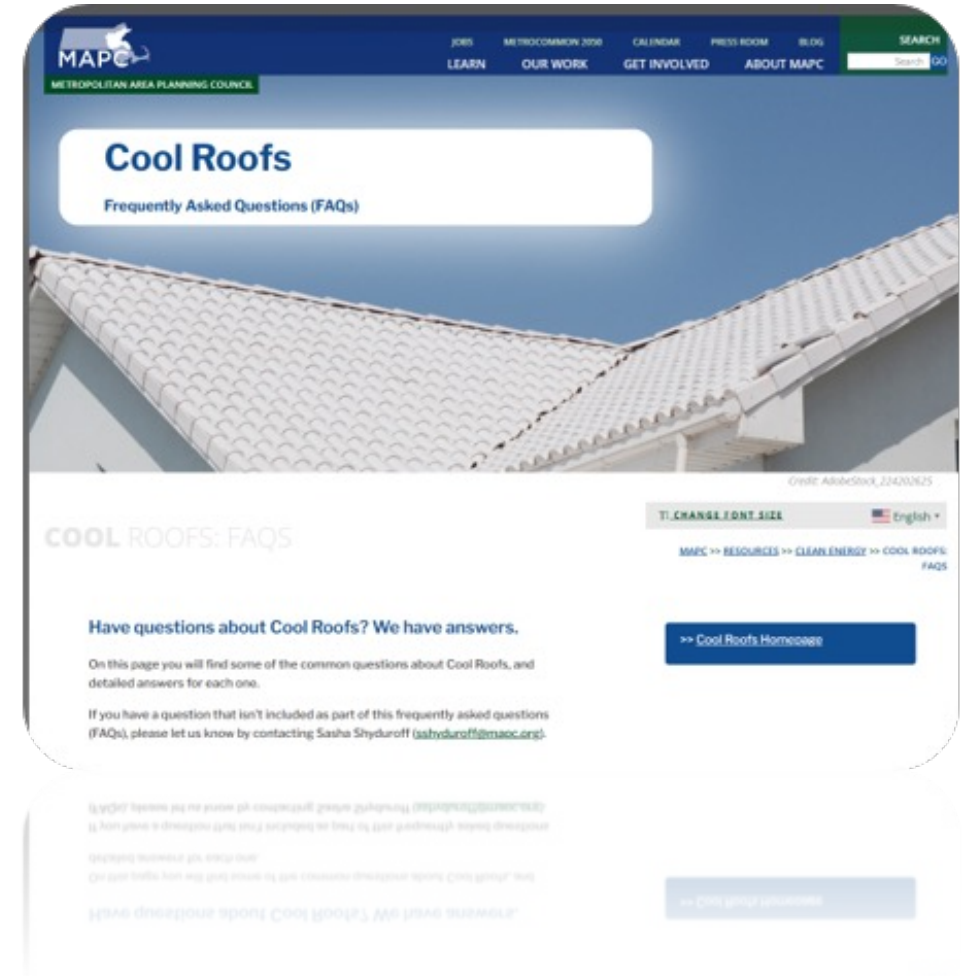 JOBS METROCOMMON 2050 CALENDAR PRESS ROOM BLOG SEARCH
MAPC
LEARN OUR WORK GET INVOLVED ABOUT MAPC Search GO
METROPOLITAN AREA PLANNING COUNCIL
Cool Roofs
Frequently Asked Questions (FAQs)
Credit: AdobeStock_224202625
CHANGE FONT SIZE English
COOL ROOFS: FAQS
MAPC >> RESOURCES >> CLEAN ENERGY >> COOL ROOFS:
FAQS
Have questions about Cool Roofs? We have answers.
>> Cool Roofs Homepage
On this page you will find some of the common questions about Cool Roofs, and
detailed answers for each one.
If you have a question that isn't included as part of this frequently asked questions
(FAQs), please let us know by contacting Sasha Shyduroff (sshyduroff@mapc.org).